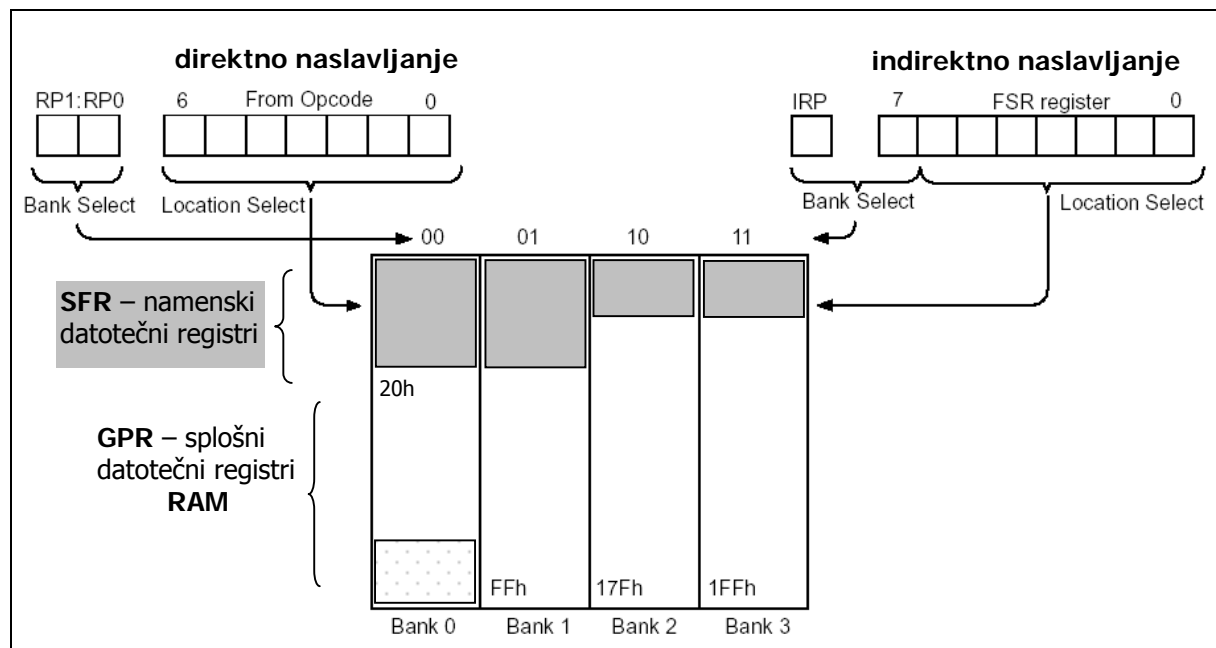 direktno naslavljanje
indirektno naslavljanje
RP1:RP0 6 From Opcode 0
IRP 7 FSR register 0
Bank Select Location Select
Bank Select Location Select
00 01 10 11
SFR – namenski
datotečni registri
20h
GPR – splošni
datotečni registri
RAM
FFh 17Fh 1FFh
Bank 0 Bank 1 Bank 2 Bank 3